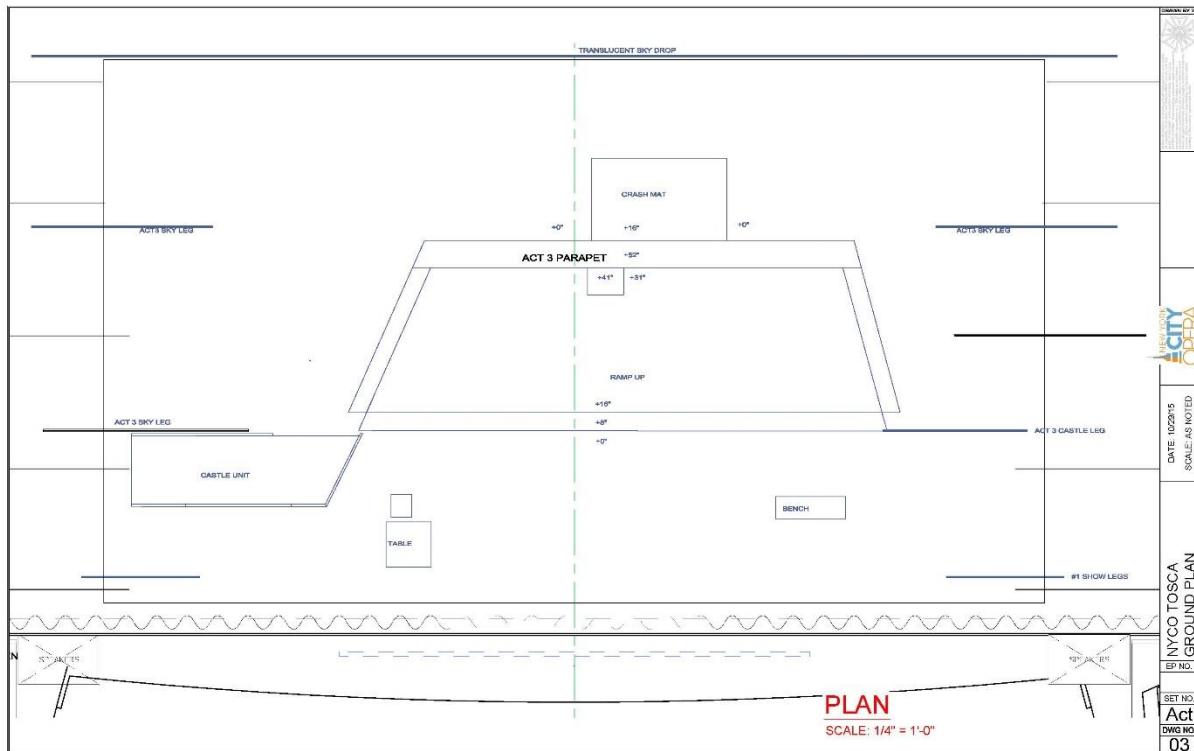 TRANSLUCENT SKY DROP
CRASH MAT
+0"
+16"
+0"
ACT3 SKY LEG
ACT3 SKY LEG
ACT 3 PARAPET
+52"
+41"
+31"
RAMP UP
+16"
+8"
+0"
ACT 3 SKY LEG
ACT 3 CASTLE LEG
CASTLE UNIT
TABLE
BENCH
#1 SHOW LEGS
SPEAKERS
SPEAKERS
N
PLAN
SCALE: 1/4" = 1'-0"
NEW YORK
CITY
OPERA
DATE: 10/29/15
SCALE: AS NOTED
NYCO TOSCA
GROUND PLAN
EP NO.
SET NO.
Act
DWG NO
03